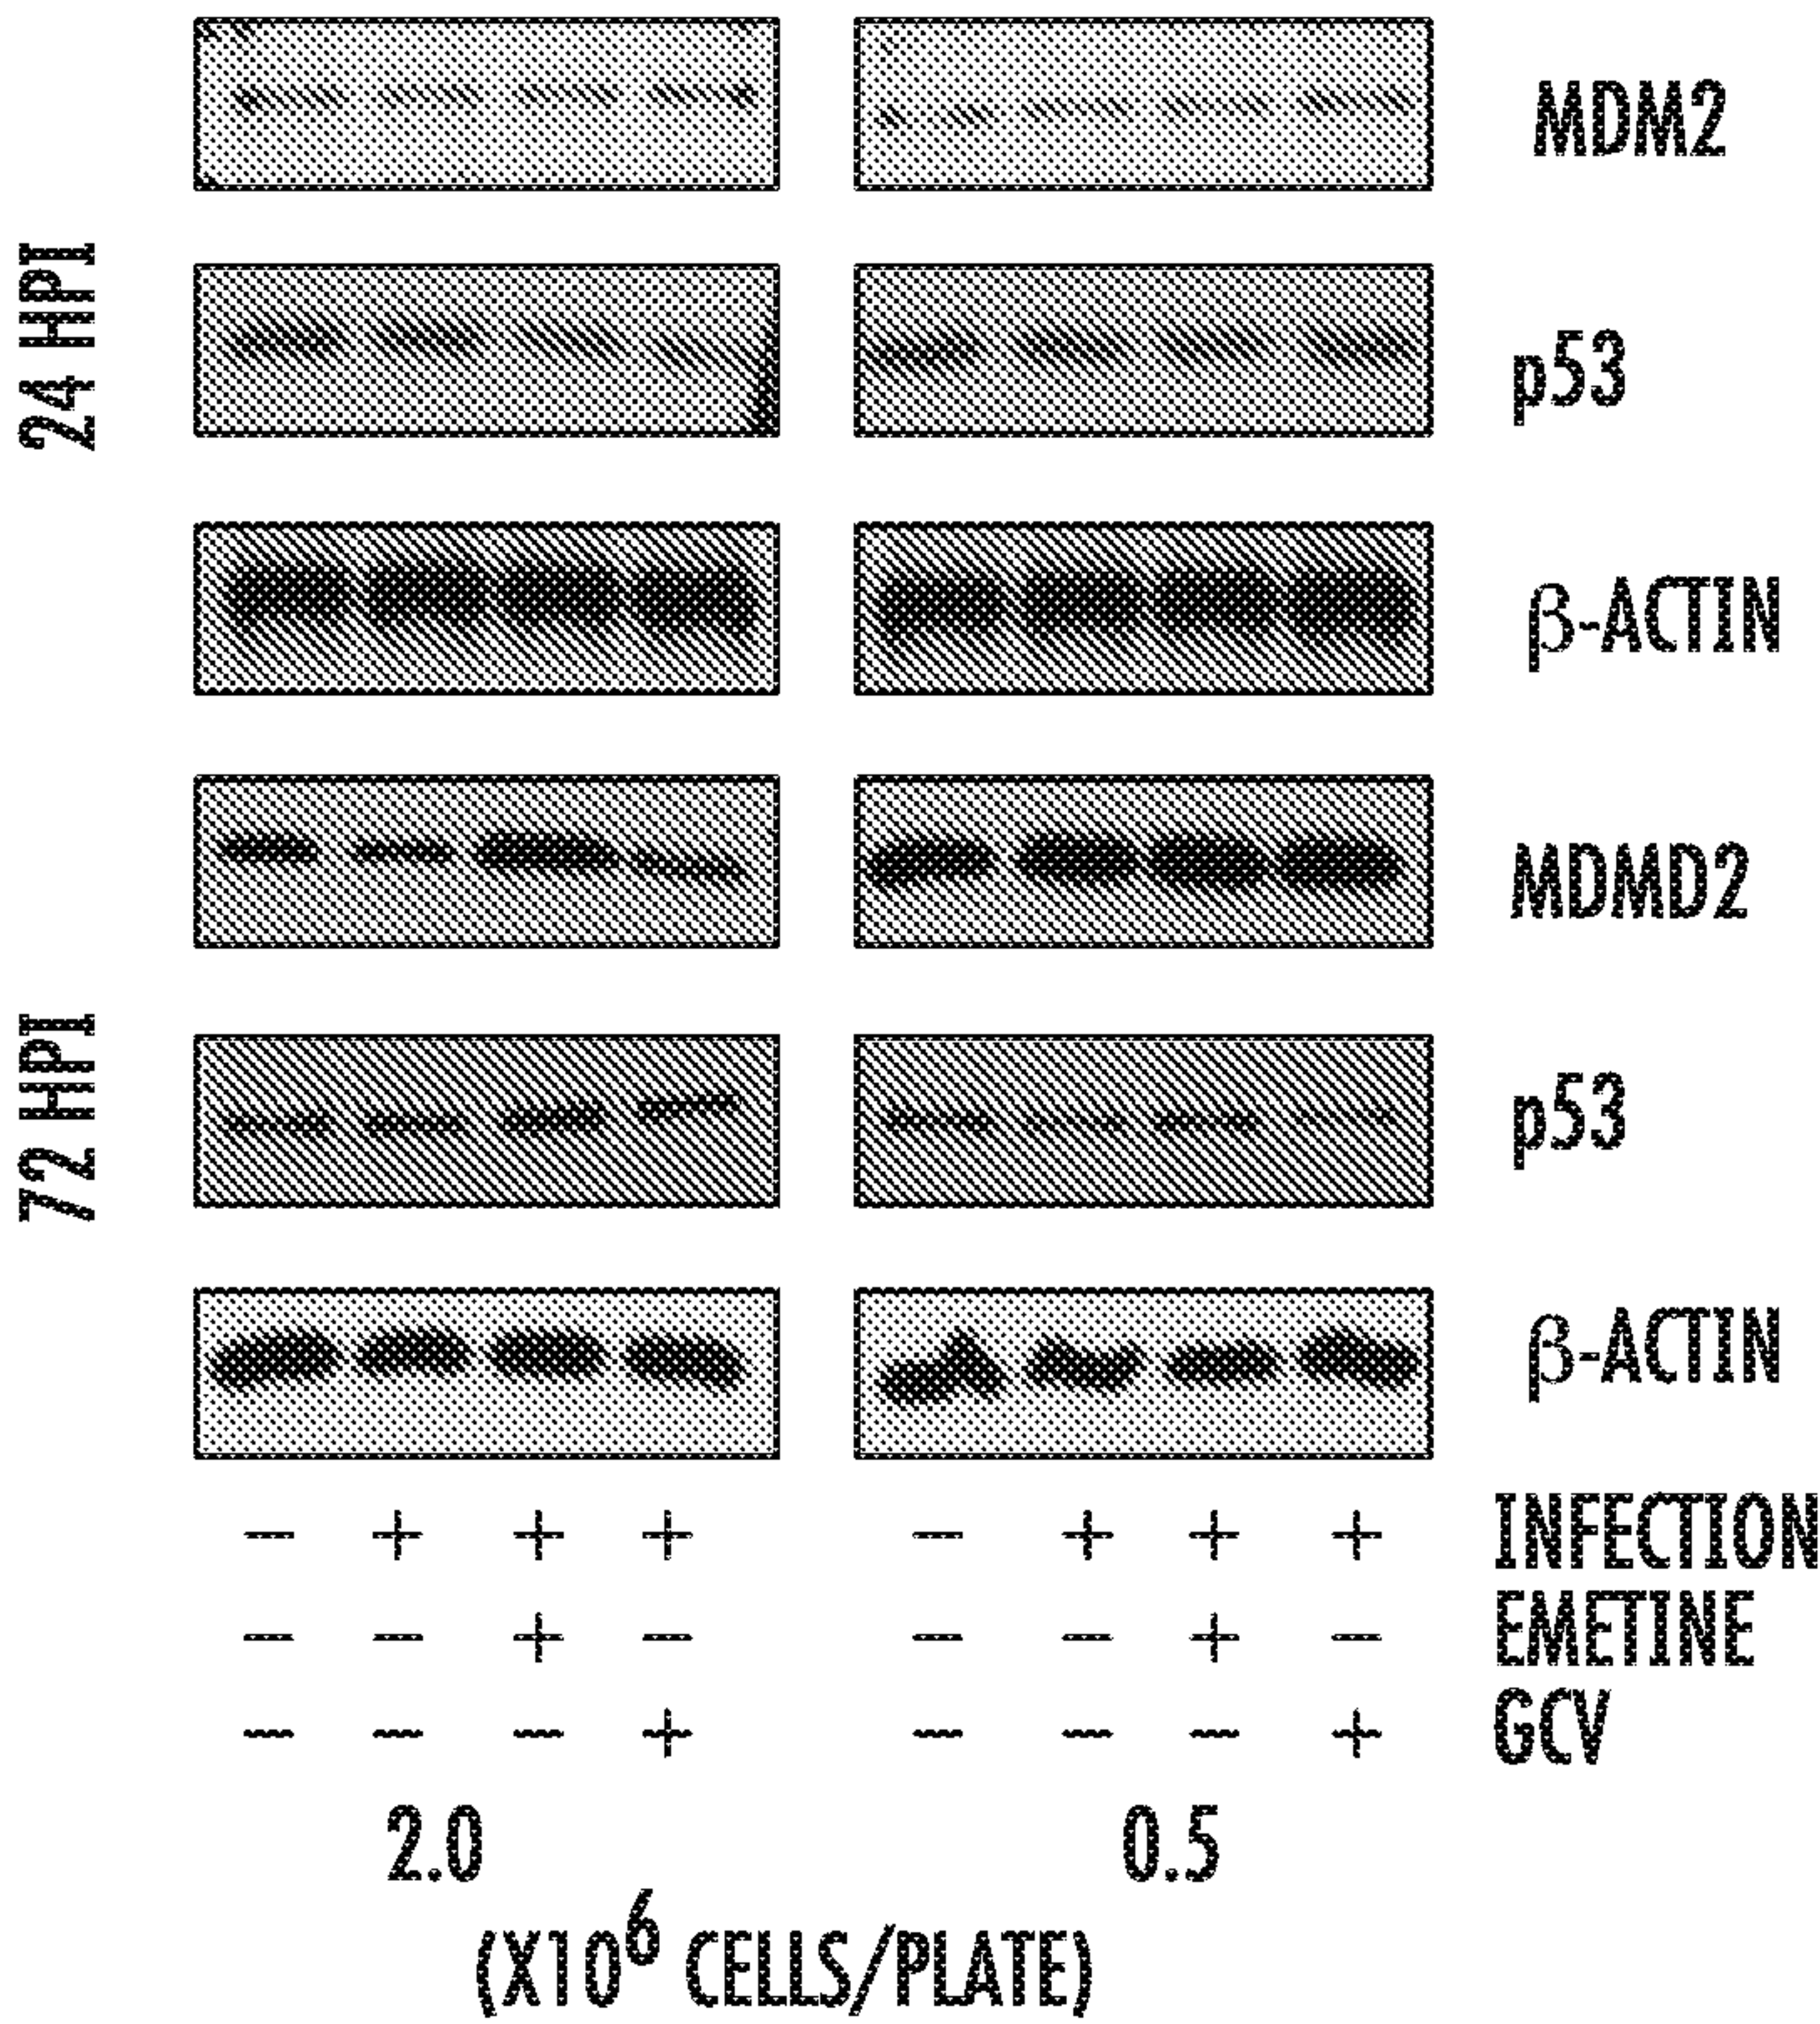 24 HPI
MDM2
p53
β-ACTIN
72 HPI
MDMD2
p53
β-ACTIN
− + + + − + + + INFECTION
− − + − − − + − EMETINE
− − − + − − − + GCV
2.0 0.5
(X10⁶ CELLS/PLATE)